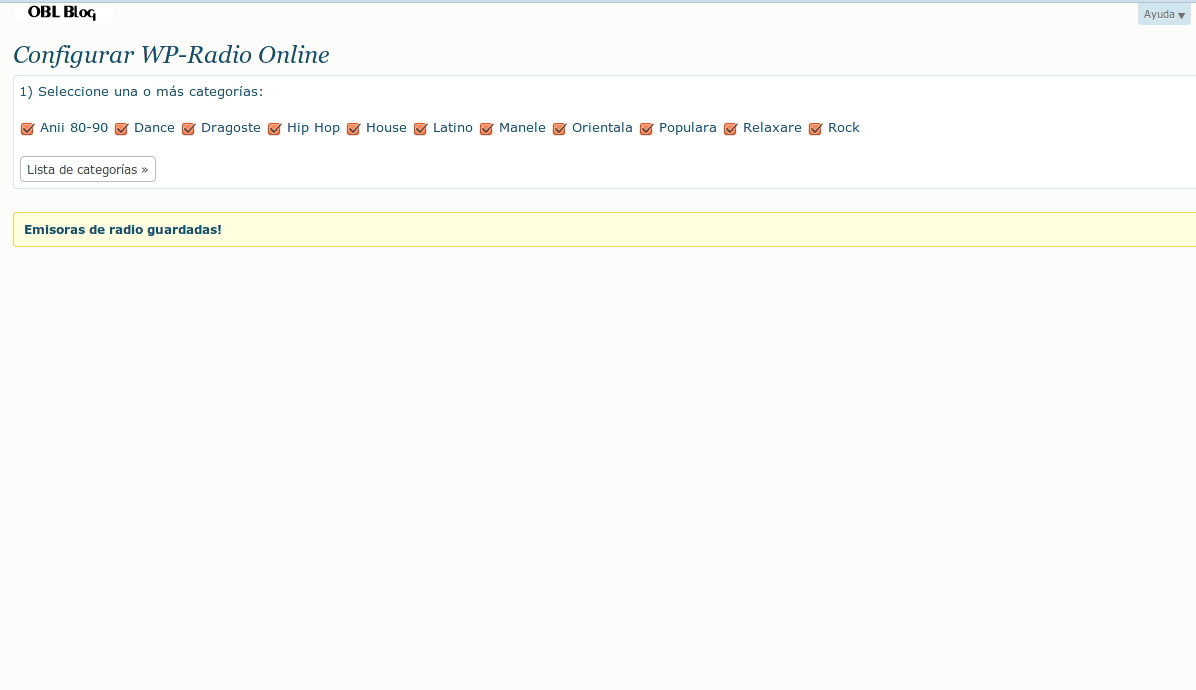 OBL Blog
Ayuda
Configurar WP-Radio Online
1) Seleccione una o más categorías:
Anii 80-90 Dance Dragoste Hip Hop House Latino Manele Orientala Populara Relaxare Rock
Lista de categorías »
Emisoras de radio guardadas!